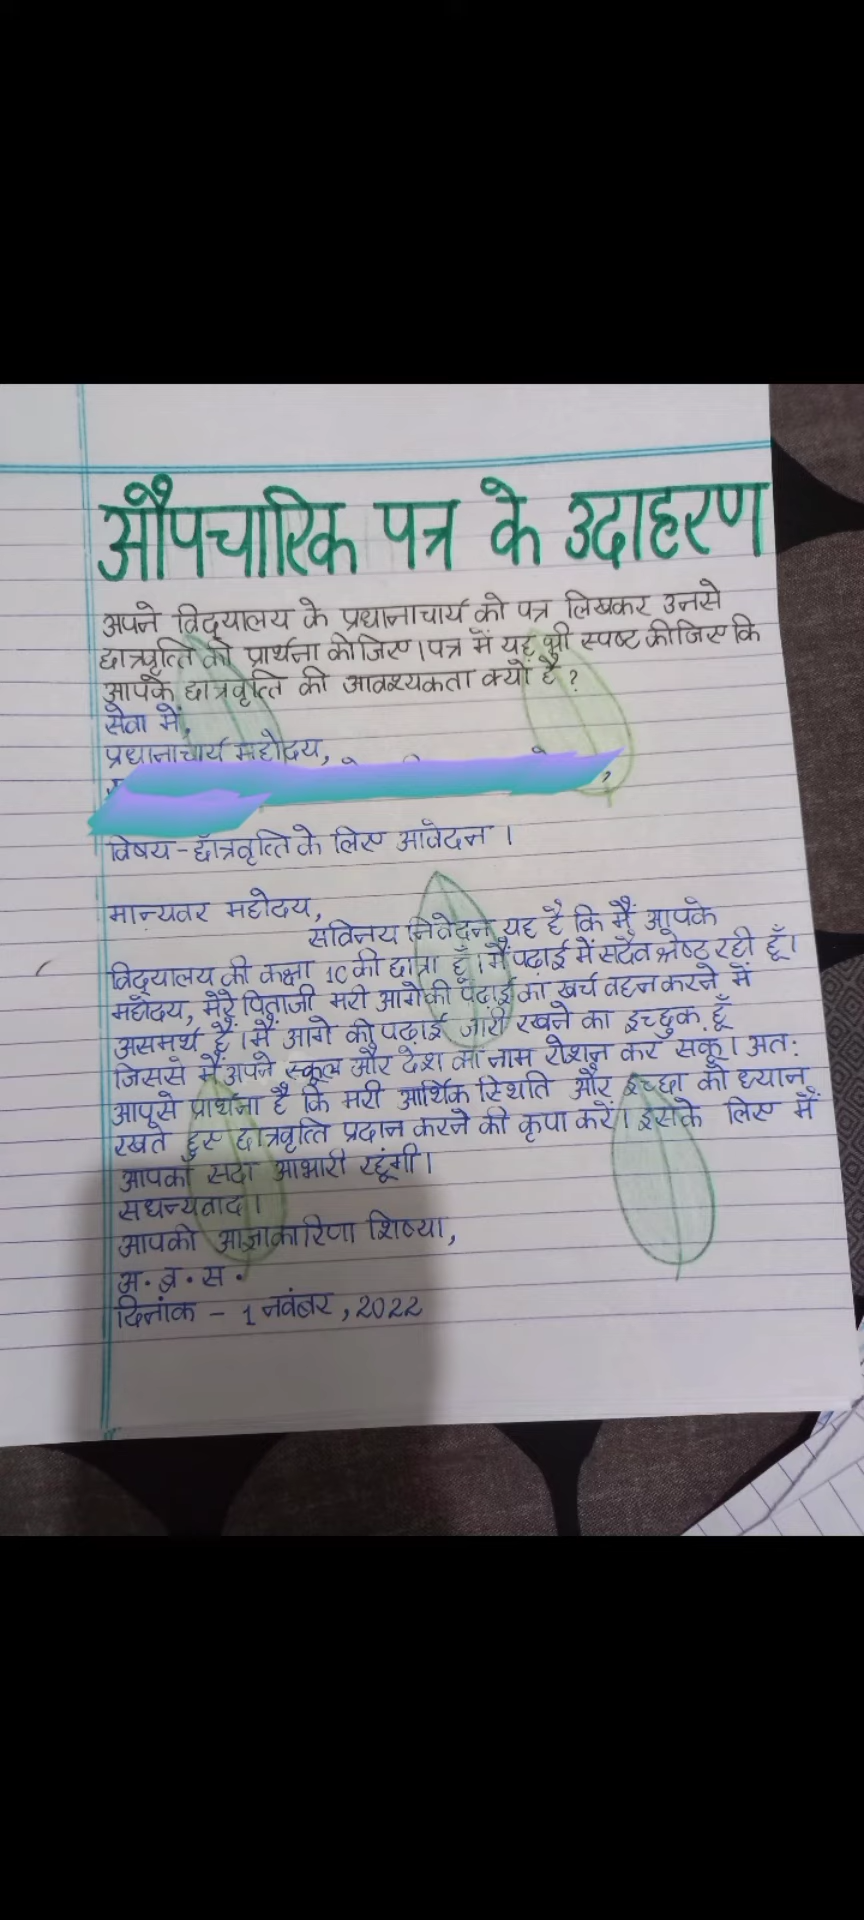 औपचारिक पत्र के उदाहरण
अपने विद्यालय के प्रधानाचार्य को पत्र लिखकर उनसे
छात्रवृत्ति की प्रार्थना कीजिए। पत्र में यह भी स्पष्ट कीजिए कि
आपके छात्रवृत्ति की आवश्यकता क्यों है?
सेवा में,
प्रधानाचार्य महोदय,
विषय - छात्रवृत्ति के लिए आवेदन।
मान्यवर महोदय,
सविनय निवेदन यह है कि मैं आपके
विद्यालय की कक्षा 10 की छात्रा हूँ। मैं पढ़ाई में सदैव श्रेष्ट रही हूँ।
महोदय, मेरे पिताजी मेरी आगे की पढ़ाई का खर्च वहन करने में
असमर्थ हैं। मैं आगे की पढ़ाई जारी रखने का इच्छुक हूँ
जिससे मैं अपने स्कूल और देश का नाम रोशन कर सकू। अतः
आपसे प्रार्थना है कि मेरी आर्थिक स्थिति और इच्छा को ध्यान
रखते हुए छात्रवृत्ति प्रदान करने की कृपा करें। इसके लिए मैं
आपकी सदा आभारी रहूंगी।
सधन्यवाद।
आपकी आज्ञाकारिणी शिष्या,
अ. ब. स.
दिनांक - 1 नवंबर, 2022